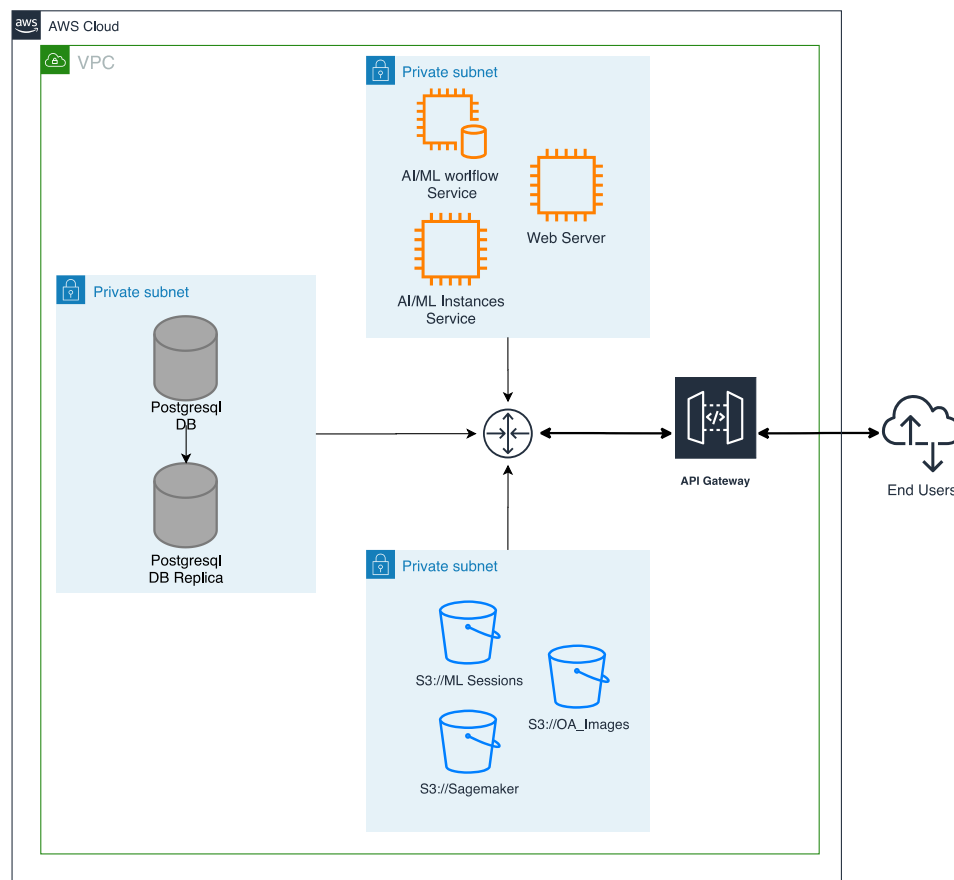 aws
AWS Cloud
VPC
Private subnet
AI/ML worlflow
Service
Web Server
AI/ML Instances
Service
Private subnet
Postgresql
DB
Postgresql
DB Replica
</>
API Gateway
End Users
Private subnet
S3://ML Sessions
S3://OA_Images
S3://Sagemaker